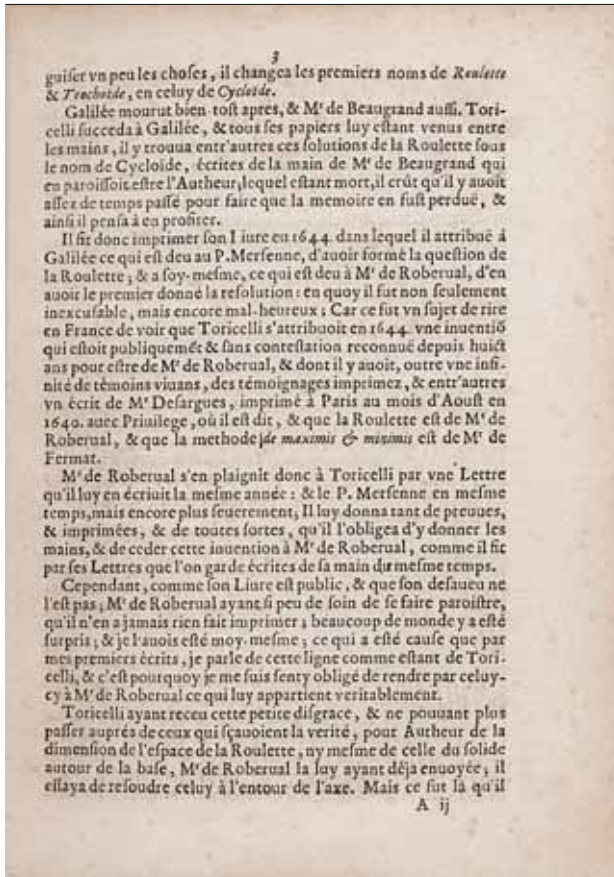 3
guiser vn peu les choses, il changea les premiers noms de Roulette
& Trochoide, en celuy de Cycloide.
Galilée mourut bien-tost apres, & Mr de Beaugrand aussi. Tori-
celli succeda à Galilée, & tous ses papiers luy estant venus entre
les mains, il y trouua entr'autres ces solutions de la Roulette sous
le nom de Cycloide, écrites de la main de Mr de Beaugrand qui
en paroissoit estre l'Autheur, lequel estant mort, il crût qu'il y auoit
assez de temps passé pour faire que la memoire en fust perduë, &
ainsi il pensa à en profiter.
Il fit donc imprimer son Liure en 1644. dans lequel il attribuë à
Galilée ce qui est deu au P. Mersenne, d'auoir formé la question de
la Roulette; & a soy-mesme, ce qui est deu à Mr de Roberual, d'en
auoir le premier donné la resolution: en quoy il fut non seulement
inexcusable, mais encore mal-heureux; Car ce fut vn sujet de rire
en France de voir que Toricelli s'attribuoit en 1644. vne inuentiõ
qui estoit publiquemẽt & sans contestation reconnuë depuis huict
ans pour estre de Mr de Roberual, & dont il y auoit, outre vne infi-
nité de témoins viuans, des témoignages imprimez, & entr'autres
vn écrit de Mr Desargues, imprimé à Paris au mois d'Aoust en
1640. auec Priuilege, où il est dit, & que la Roulette est de Mr de
Roberual, & que la methode de maximis & minimis est de Mr de
Fermat.
Mr de Roberual s'en plaignit donc à Toricelli par vne Lettre
qu'il luy en écriuit la mesme année: & le P. Mersenne en mesme
temps, mais encore plus seuerement; Il luy donna tant de preuues,
& imprimées, & de toutes sortes, qu'il l'obligea d'y donner les
mains, & de ceder cette inuention à Mr de Roberual, comme il fit
par ses Lettres que l'on garde écrites de sa main du mesme temps.
Cependant, comme son Liure est public, & que son desaueu ne
l'est pas; Mr de Roberual ayant si peu de soin de se faire paroistre,
qu'il n'en a jamais rien fait imprimer; beaucoup de monde y a esté
surpris; & je l'auois esté moy-mesme; ce qui a esté cause que par
mes premiers écrits, je parle de cette ligne comme estant de Tori-
celli, & c'est pourquoy je me suis senty obligé de rendre par celuy-
cy à Mr de Roberual ce qui luy appartient veritablement.
Toricelli ayant receu cette petite disgrace, & ne pouuant plus
passer auprés de ceux qui sçauoient la verité, pour Autheur de la
dimension de l'espace de la Roulette, ny mesme de celle du solide
autour de la base, Mr de Roberual la luy ayant déja enuoyée; il
essaya de resoudre celuy à l'entour de l'axe. Mais ce fut là qu'il
A ij